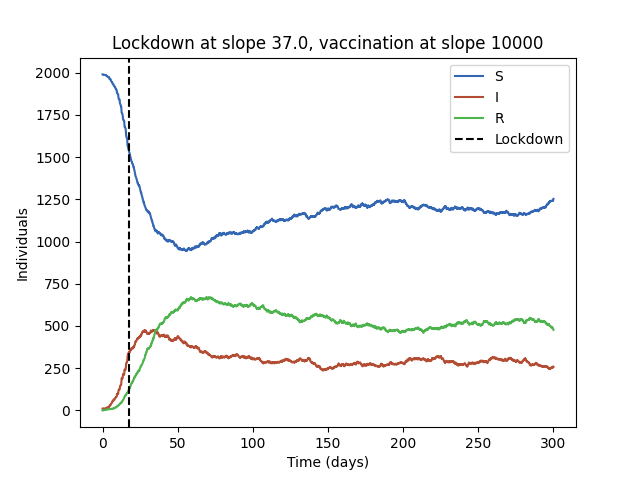 Lockdown at slope 37.0, vaccination at slope 10000
S
I
R
Lockdown
Individuals
2000
1750
1500
1250
1000
750
500
250
0
0 50 100 150 200 250 300
Time (days)